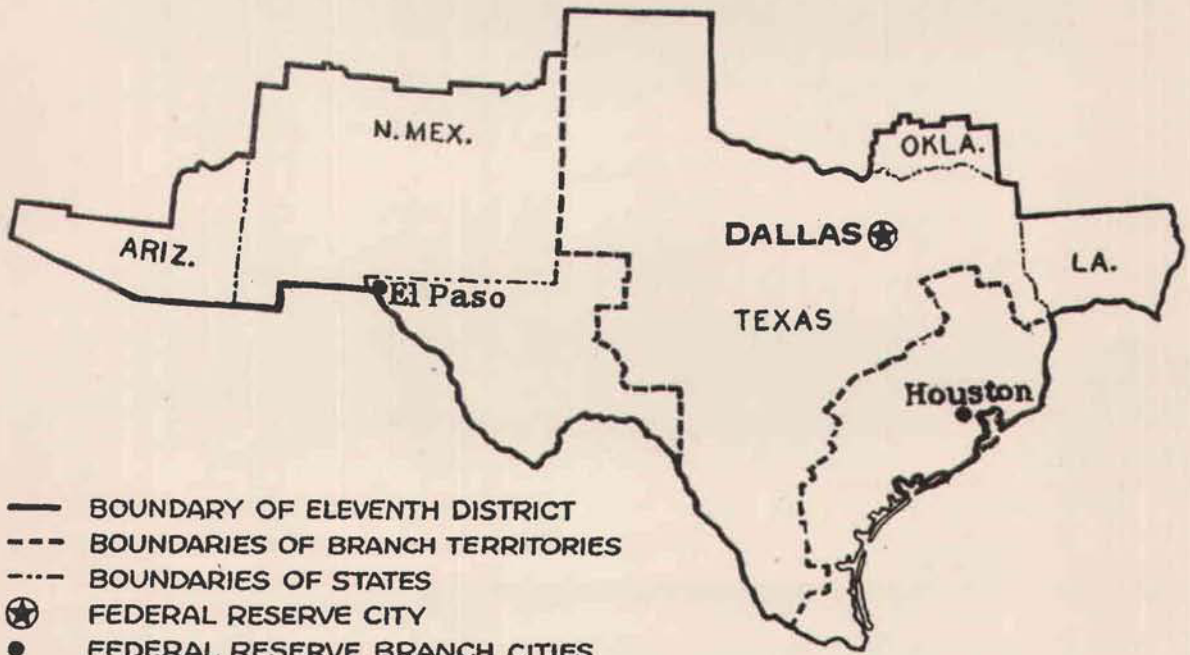 N.MEX.
OKLA.
DALLAS
ARIZ.
LA.
El Paso
TEXAS
Houston
BOUNDARY OF ELEVENTH DISTRICT
BOUNDARIES OF BRANCH TERRITORIES
BOUNDARIES OF STATES
FEDERAL RESERVE CITY
FEDERAL RESERVE BRANCH CITIES